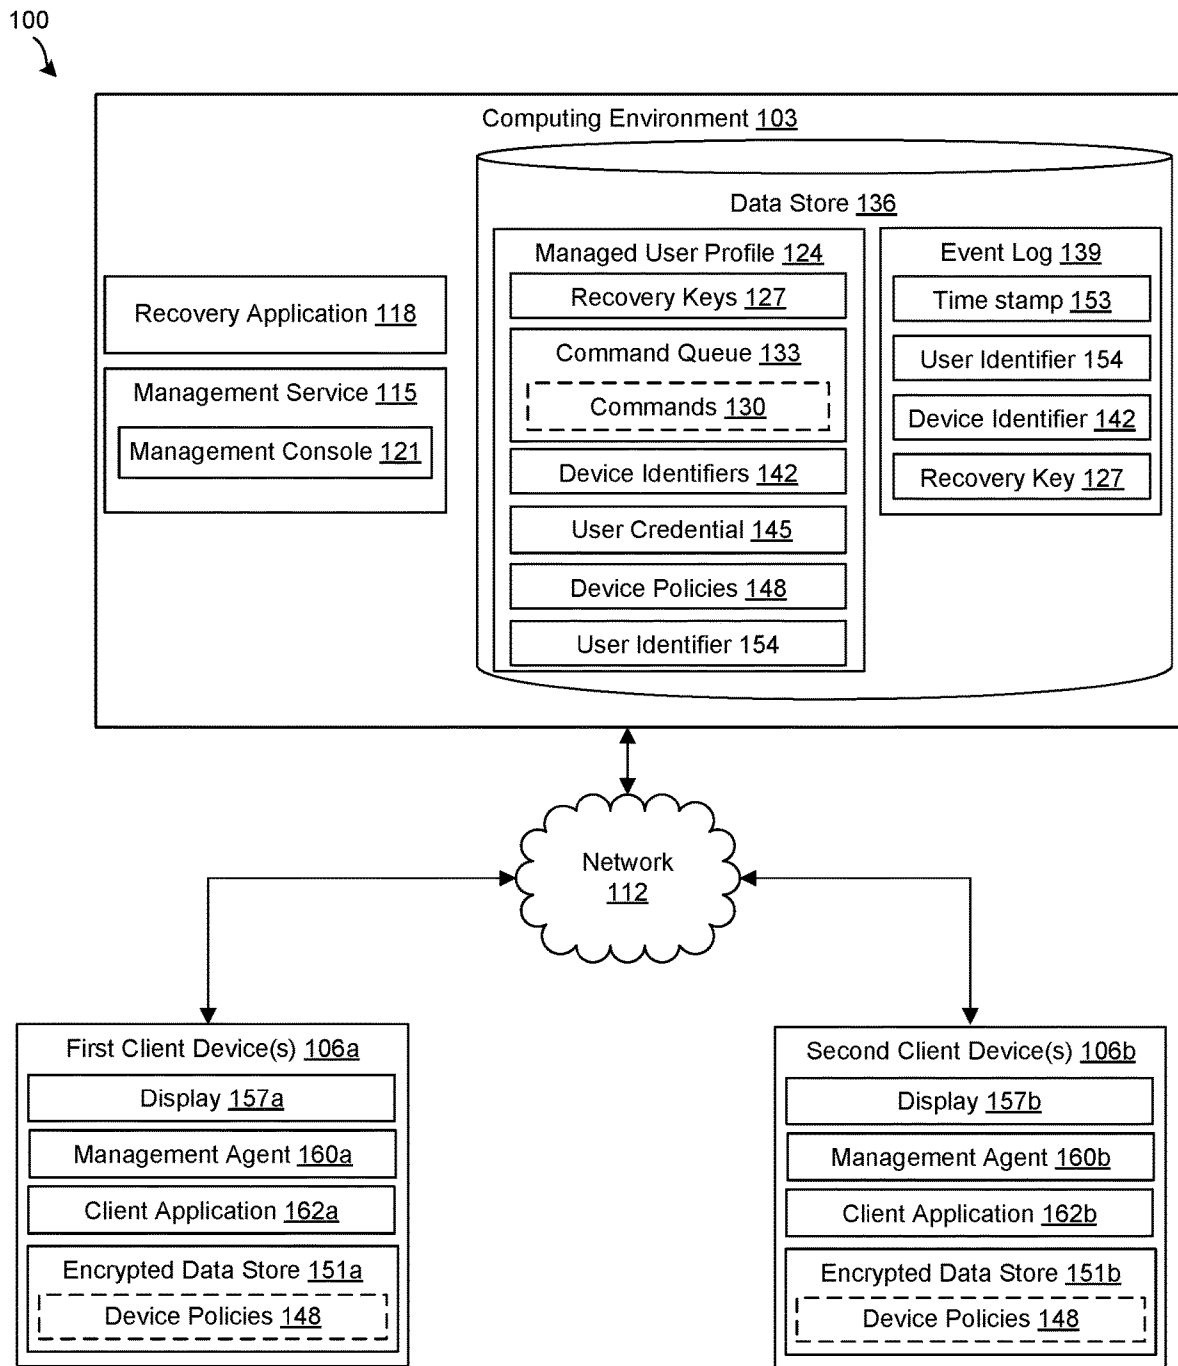 100
Computing Environment 103
Data Store 136
Managed User Profile 124
Recovery Keys 127
Command Queue 133
Commands 130
Device Identifiers 142
User Credential 145
Device Policies 148
User Identifier 154
Event Log 139
Time stamp 153
User Identifier 154
Device Identifier 142
Recovery Key 127
Recovery Application 118
Management Service 115
Management Console 121
Network
112
First Client Device(s) 106a
Display 157a
Management Agent 160a
Client Application 162a
Encrypted Data Store 151a
Device Policies 148
Second Client Device(s) 106b
Display 157b
Management Agent 160b
Client Application 162b
Encrypted Data Store 151b
Device Policies 148